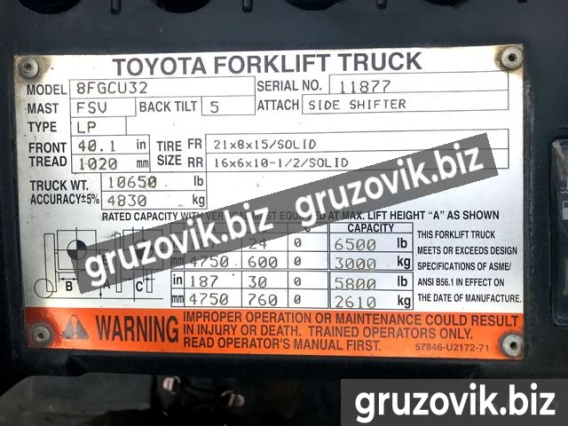 TOYOTA FORKLIFT TRUCK
MODEL 8FGCU32 SERIAL NO. 11877
MAST FSV BACK TILT 5 ATTACH SIDE SHIFTER
TYPE LP
FRONT TREAD 40.1 in TIRE SIZE FR 21x8x15/SOLID
1020 mm RR 16x6x10-1/2/SOLID
TRUCK WT. 10650 lb
ACCURACY±5% 4830 kg
RATED CAPACITY WITH EQUIPPED AT MAX. LIFT HEIGHT "A" AS SHOWN
24 0 6500 lb
4750 600 0 3000 kg
in 187 30 0 5800 lb
4750 760 0 2610 kg
B C
THIS FORKLIFT TRUCK
MEETS OR EXCEEDS DESIGN
SPECIFICATIONS OF ASME/
ANSI B56.1 IN EFFECT ON
THE DATE OF MANUFACTURE.
WARNING
IMPROPER OPERATION OR MAINTENANCE COULD RESULT
IN INJURY OR DEATH. TRAINED OPERATORS ONLY.
READ OPERATOR'S MANUAL FIRST.
57846-U2172-71
gruzovik.biz gruzovik.biz
gruzovik.biz